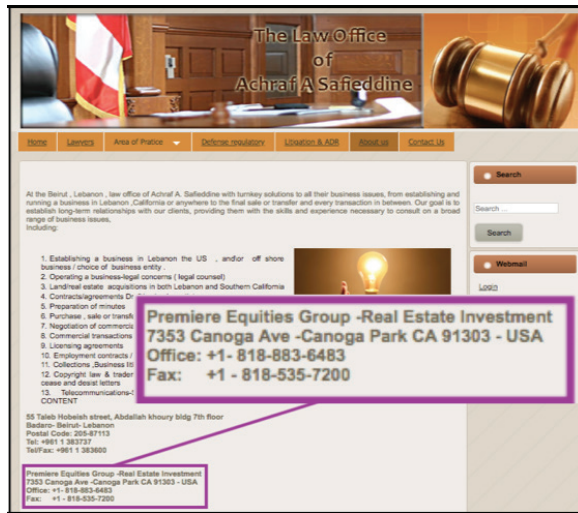 The Law Office
of
Achraf A Safieddine
Home Lawyers Area of Pratice Defense regulatory Litigation & ADR About us Contact Us
At the Beirut , Lebanon , law office of Achraf A. Safieddine with turnkey solutions to all their business issues, from establishing and
running a business in Lebanon ,California or anywhere to the final sale or transfer and every transaction in between. Our goal is to
establish long-term relationships with our clients, providing them with the skills and experience necessary to consult on a broad
range of business issues,
Including:
1. Establishing a business in Lebanon the US , and/or off shore
business / choice of business entity .
2. Operating a business-legal concerns ( legal counsel)
3. Land/real estate acquisitions in both Lebanon and Southern California
4. Contracts/agreements
5. Preparation of minutes
6. Purchase , sale or
7. Negotiation of
8. Commercial transactions
9. Licensing agreements
10. Employment contracts /
11. Collections ,Business
12. Copyright law &
cease and desist letters
13.
CONTENT
55 Taleb Hobeish street, Abdallah khoury bldg 7th floor
Badaro- Beirut- Lebanon
Postal Code: 205-87113
Tel: +961 1 383737
Tel/Fax: +961 1 383600
Premiere Equities Group -Real Estate Investment
7353 Canoga Ave -Canoga Park CA 91303 - USA
Office: +1- 818-883-6483
Fax: +1 - 818-535-7200
Premiere Equities Group -Real Estate Investment
7353 Canoga Ave -Canoga Park CA 91303 - USA
Office: +1- 818-883-6483
Fax: +1 - 818-535-7200
Search
Search ...
Search
Webmail
Login